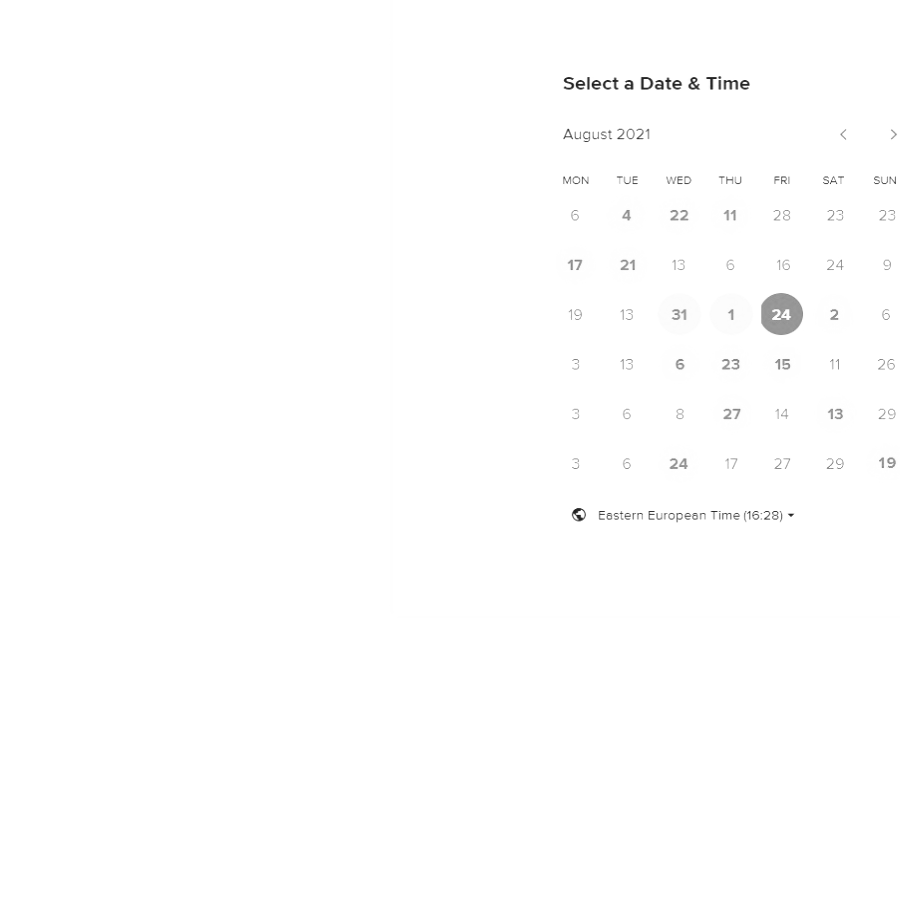 Select a Date & Time
August 2021
MON TUE WED THU FRI SAT SUN
6 4 22 11 28 23 23
17 21 13 6 16 24 9
19 13 31 1 24 2 6
3 13 6 23 15 11 26
3 6 8 27 14 13 29
3 6 24 17 27 29 19
Eastern European Time (16:28)